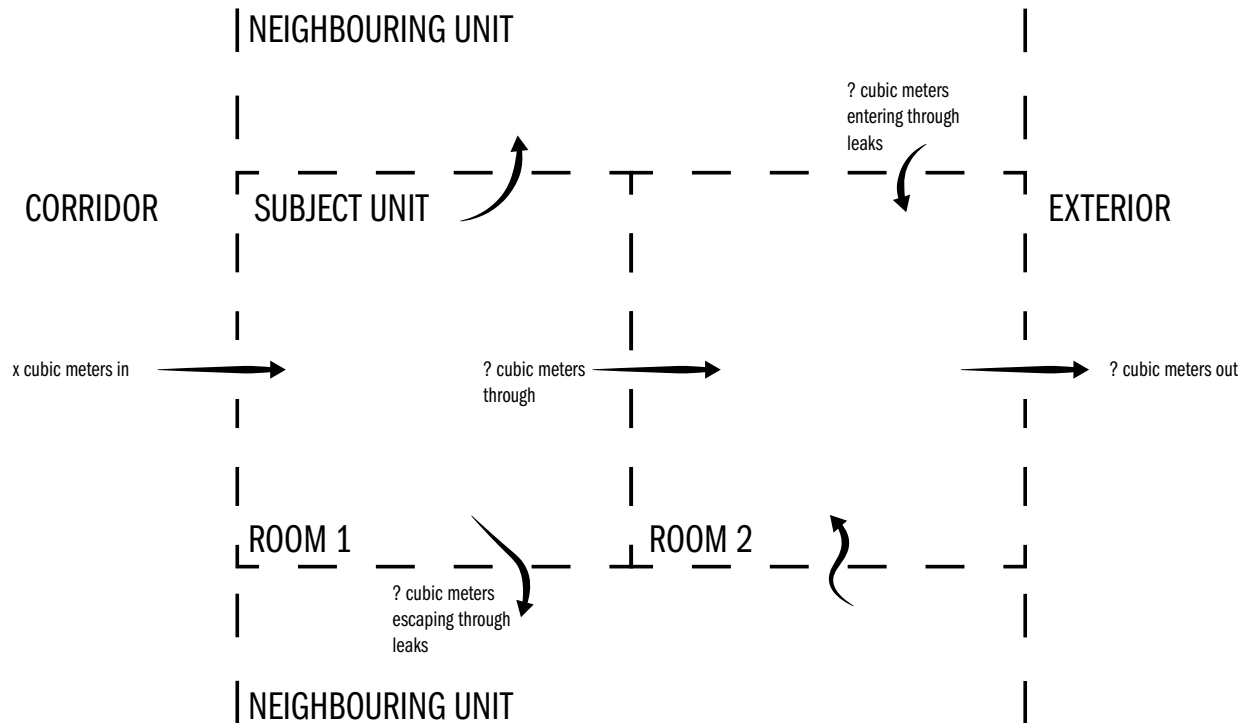 NEIGHBOURING UNIT
? cubic meters
entering through
leaks
CORRIDOR
SUBJECT UNIT
EXTERIOR
x cubic meters in
? cubic meters
through
? cubic meters out
ROOM 1
ROOM 2
? cubic meters
escaping through
leaks
NEIGHBOURING UNIT